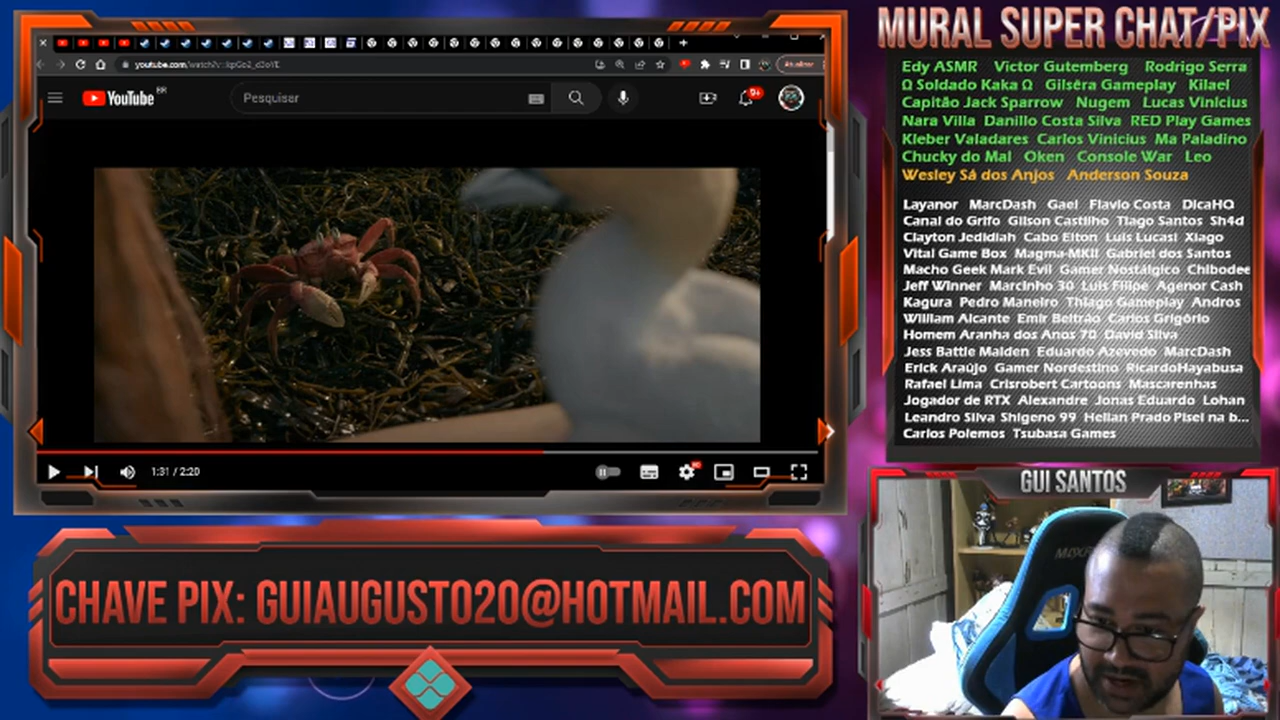 MURAL SUPER CHAT/PIX
Edy ASMR Victor Gutemberg Rodrigo Serra
Ω Soldado Kaka Ω Gilsêra Gameplay Kilael
Capitão Jack Sparrow Nugem Lucas Vinicius
Nara Villa Danillo Costa Silva RED Play Games
Kleber Valadares Carlos Vinicius Ma Paladino
Chucky do Mal Oken Console War Leo
Wesley Sá dos Anjos Anderson Souza
Layanor MarcDash Gael Flavio Costa DicaHQ
Canal do Grifo Gilson Castilho Tiago Santos Sh4d
Clayton Jedidiah Cabo Elton Luis Lucasl Xiago
Vital Game Box Magma-MKII Gabriel dos Santos
Macho Geek Mark Evil Gamer Nostálgico Chibodee
Jeff Winner Marcinho 30 Luis Filipe Agenor Cash
Kagura Pedro Maneiro Thiago Gameplay Andros
William Alcante Emir Beltrão Carlos Grigório
Homem Aranha dos Anos 70 David Silva
Jess Battle Maiden Eduardo Azevedo MarcDash
Erick Araújo Gamer Nordestino RicardoHayabusa
Rafael Lima Crisrobert Cartoons Mascarenhas
Jogador de RTX Alexandre Jonas Eduardo Lohan
Leandro Silva Shigeno 99 Hellan Prado Pisei na b...
Carlos Polemos Tsubasa Games
Atualizar
YouTube BR
Pesquisar
9+
1:31 / 2:20
GUI SANTOS
CHAVE PIX: GUIAUGUSTO20@HOTMAIL.COM